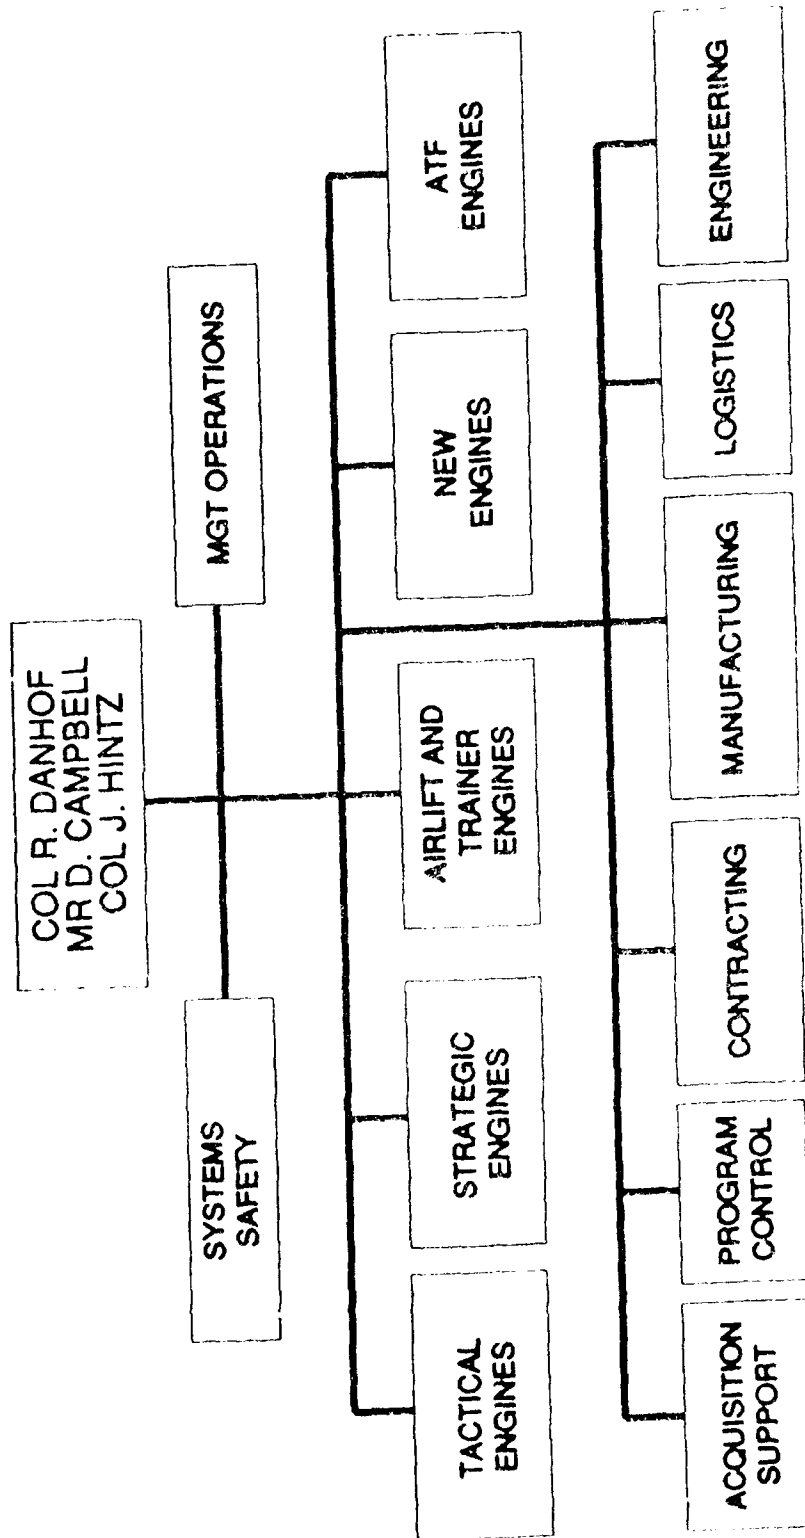 COL R. DANHOF
MR D. CAMPBELL
COL J. HINTZ
SYSTEMS
SAFETY
MGT OPERATIONS
TACTICAL
ENGINES
STRATEGIC
ENGINES
AIRLIFT AND
TRAINER
ENGINES
NEW
ENGINES
ATF
ENGINES
ACQUISITION
SUPPORT
PROGRAM
CONTROL
CONTRACTING
MANUFACTURING
LOGISTICS
ENGINEERING